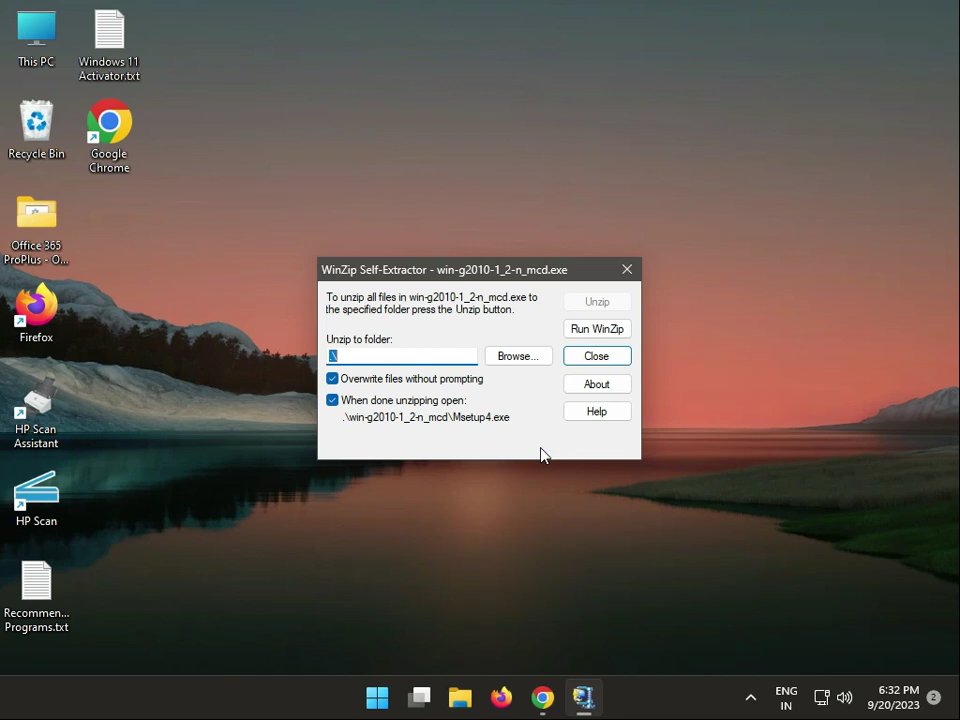 This PC
Windows 11
Activator.txt
Recycle Bin
Google
Chrome
Office 365
ProPlus - O...
Firefox
HP Scan
Assistant
HP Scan
Recommen...
Programs.txt
WinZip Self-Extractor - win-g2010-1_2-n_mcd.exe
To unzip all files in win-g2010-1_2-n_mcd.exe to
the specified folder press the Unzip button.
Unzip to folder:
.\
Browse...
Overwrite files without prompting
When done unzipping open:
.\win-g2010-1_2-n_mcd\Msetup4.exe
Unzip
Run WinZip
Close
About
Help
ENG
IN
6:32 PM
9/20/2023
2